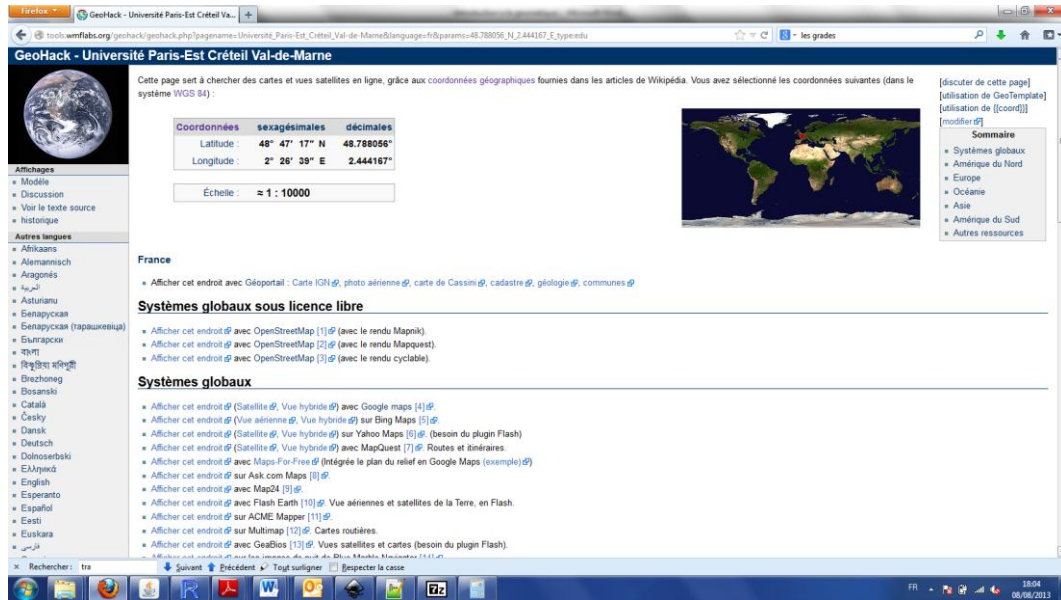 Firefox
GeoHack - Université Paris-Est Créteil Va...
tools.wmflabs.org/geohack/geohack.php?pagename=Université_Paris-Est_Créteil_Val-de-Marne&language=fr&params=48.788056_N_2.444167_E_type:edu
les grades
GeoHack - Université Paris-Est Créteil Val-de-Marne
Cette page sert à chercher des cartes et vues satellites en ligne, grâce aux coordonnées géographiques fournies dans les articles de Wikipédia. Vous avez sélectionné les coordonnées suivantes (dans le
système WGS 84) :
Coordonnées sexagésimales décimales
Latitude : 48° 47′ 17″ N 48.788056°
Longitude : 2° 26′ 39″ E 2.444167°
Échelle : ≈ 1 : 10000
[discuter de cette page]
[utilisation de GeoTemplate]
[utilisation de {{coord}}]
[modifier]
Sommaire
Systèmes globaux
Amérique du Nord
Europe
Océanie
Asie
Amérique du Sud
Autres ressources
Affichages
Modèle
Discussion
Voir le texte source
historique
Autres langues
Afrikaans
Alemannisch
Aragonés
العربية
Asturianu
Беларуская
Беларуская (тарашкевіца)
Български
বাংলা
বিষ্ণুপ্রিয়া মণিপুরী
Brezhoneg
Bosanski
Català
Česky
Dansk
Deutsch
Dolnoserbski
Ελληνικά
English
Esperanto
Español
Eesti
Euskara
فارسی
France
Afficher cet endroit avec Géoportail : Carte IGN, photo aérienne, carte de Cassini, cadastre, géologie, communes
Systèmes globaux sous licence libre
Afficher cet endroit avec OpenStreetMap [1] (avec le rendu Mapnik).
Afficher cet endroit avec OpenStreetMap [2] (avec le rendu Mapquest).
Afficher cet endroit avec OpenStreetMap [3] (avec le rendu cyclable).
Systèmes globaux
Afficher cet endroit (Satellite, Vue hybride) avec Google maps [4].
Afficher cet endroit (Vue aérienne, Vue hybride) sur Bing Maps [5].
Afficher cet endroit (Satellite, Vue hybride) sur Yahoo Maps [6]. (besoin du plugin Flash)
Afficher cet endroit (Satellite, Vue hybride) avec MapQuest [7]. Routes et itinéraires.
Afficher cet endroit avec Maps-For-Free (Intégrée le plan du relief en Google Maps (exemple))
Afficher cet endroit sur Ask.com Maps [8].
Afficher cet endroit avec Map24 [9].
Afficher cet endroit avec Flash Earth [10]. Vue aériennes et satellites de la Terre, en Flash.
Afficher cet endroit sur ACME Mapper [11].
Afficher cet endroit sur Multimap [12]. Cartes routières.
Afficher cet endroit avec GeaBios [13]. Vues satellites et cartes (besoin du plugin Flash).
Rechercher : tra Suivant Précédent Tout surligner Respecter la casse
FR 18:04
08/08/2013